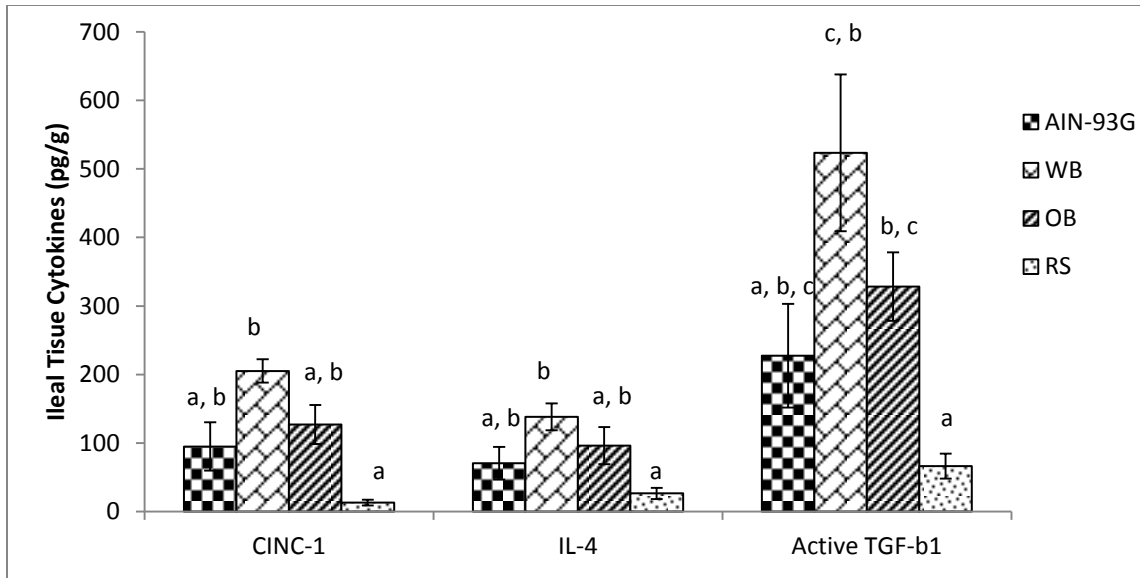 Ileal Tissue Cytokines (pg/g)
700
600
500
400
300
200
100
0
a, b
b
a, b
a
a, b
b
a, b
a
a, b, c
c, b
b, c
a
CINC-1
IL-4
Active TGF-b1
AIN-93G
WB
OB
RS